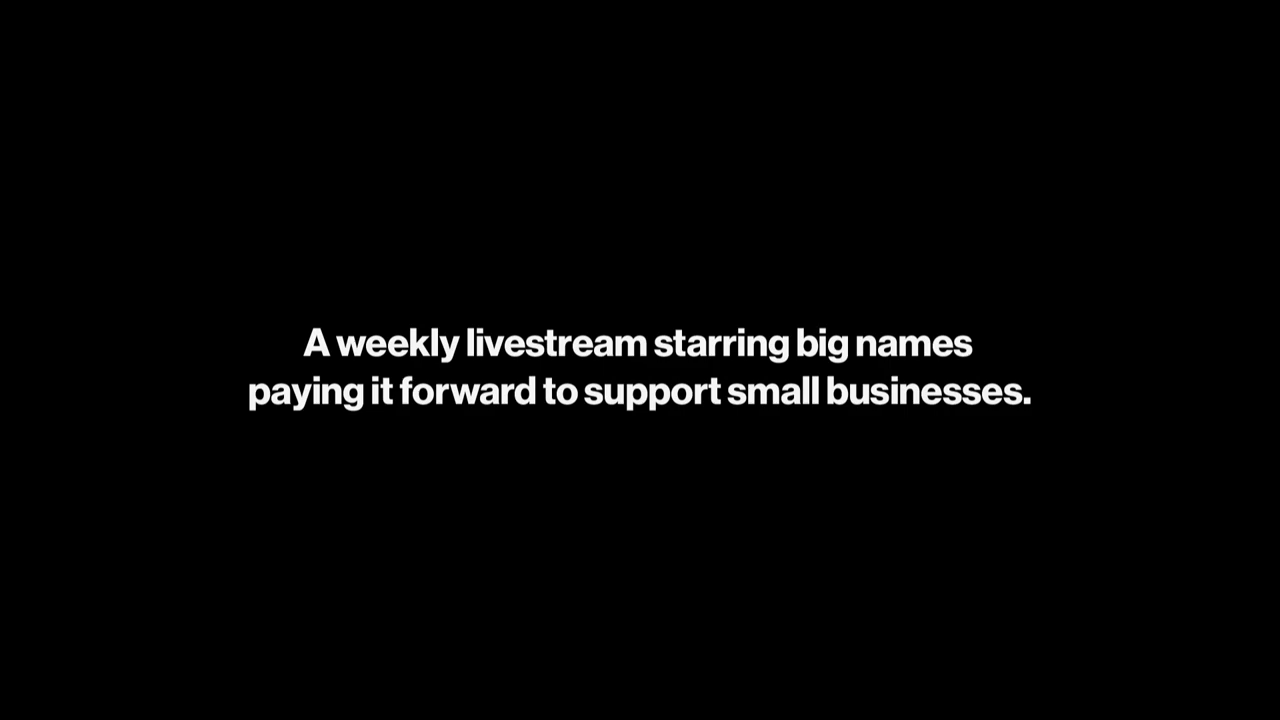 A weekly livestream starring big names
paying it forward to support small businesses.